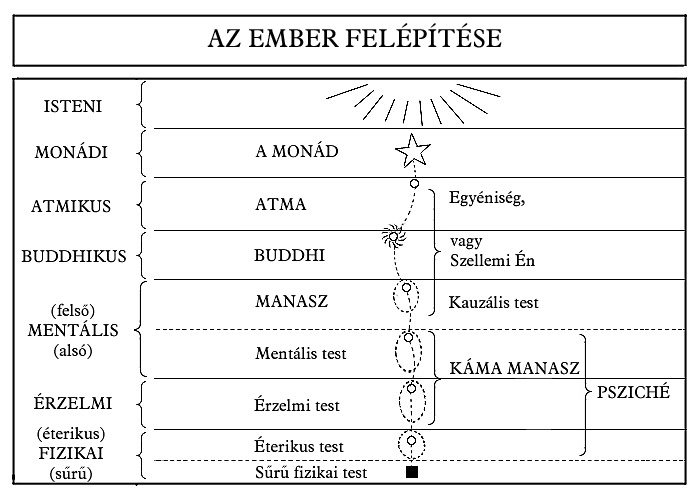 AZ EMBER FELÉPÍTÉSE
ISTENI
MONÁDI
A MONÁD
ATMIKUS
ATMA
Egyéniség,
BUDDHIKUS
BUDDHI
vagy
Szellemi Én
(felső)
MENTÁLIS
(alsó)
MANASZ
Kauzális test
Mentális test
KÁMA MANASZ
PSZICHÉ
ÉRZELMI
Érzelmi test
(éterikus)
FIZIKAI
(sűrű)
Éterikus test
Sűrű fizikai test